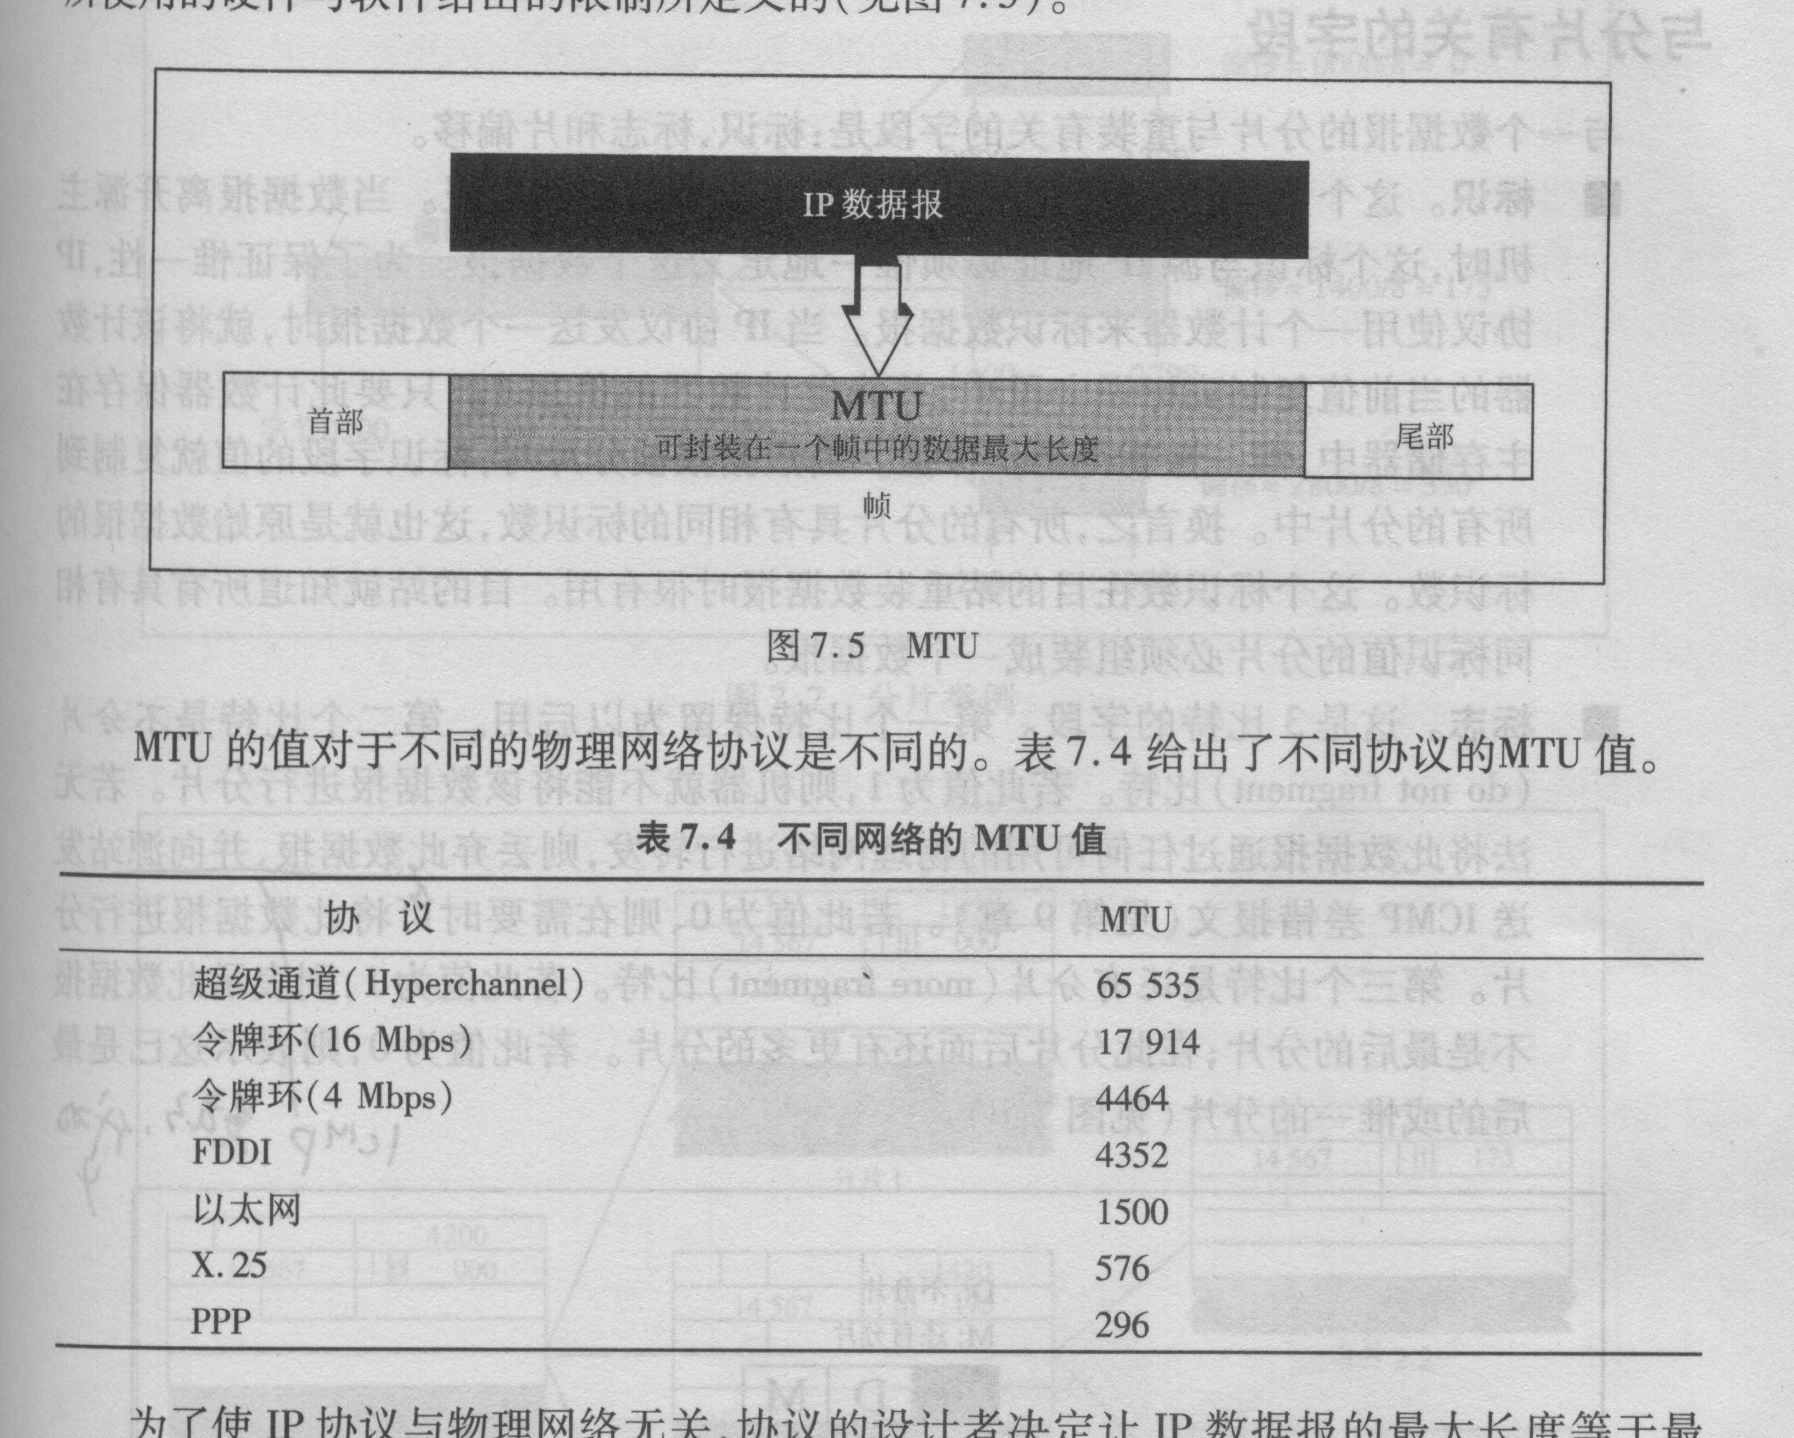 所使用的硬件与软件给出的限制所定义的(见图7.5)。
IP 数据报
首部
MTU
可封装在一个帧中的数据最大长度
尾部
帧
图 7.5 MTU
MTU 的值对于不同的物理网络协议是不同的。表 7.4 给出了不同协议的MTU 值。
表 7.4 不同网络的 MTU 值
协 议 MTU
超级通道(Hyperchannel) 65 535
令牌环(16 Mbps) 17 914
令牌环(4 Mbps) 4464
FDDI 4352
以太网 1500
X.25 576
PPP 296
为了使 IP 协议与物理网络无关,协议的设计者决定让 IP 数据报的最大长度等于最